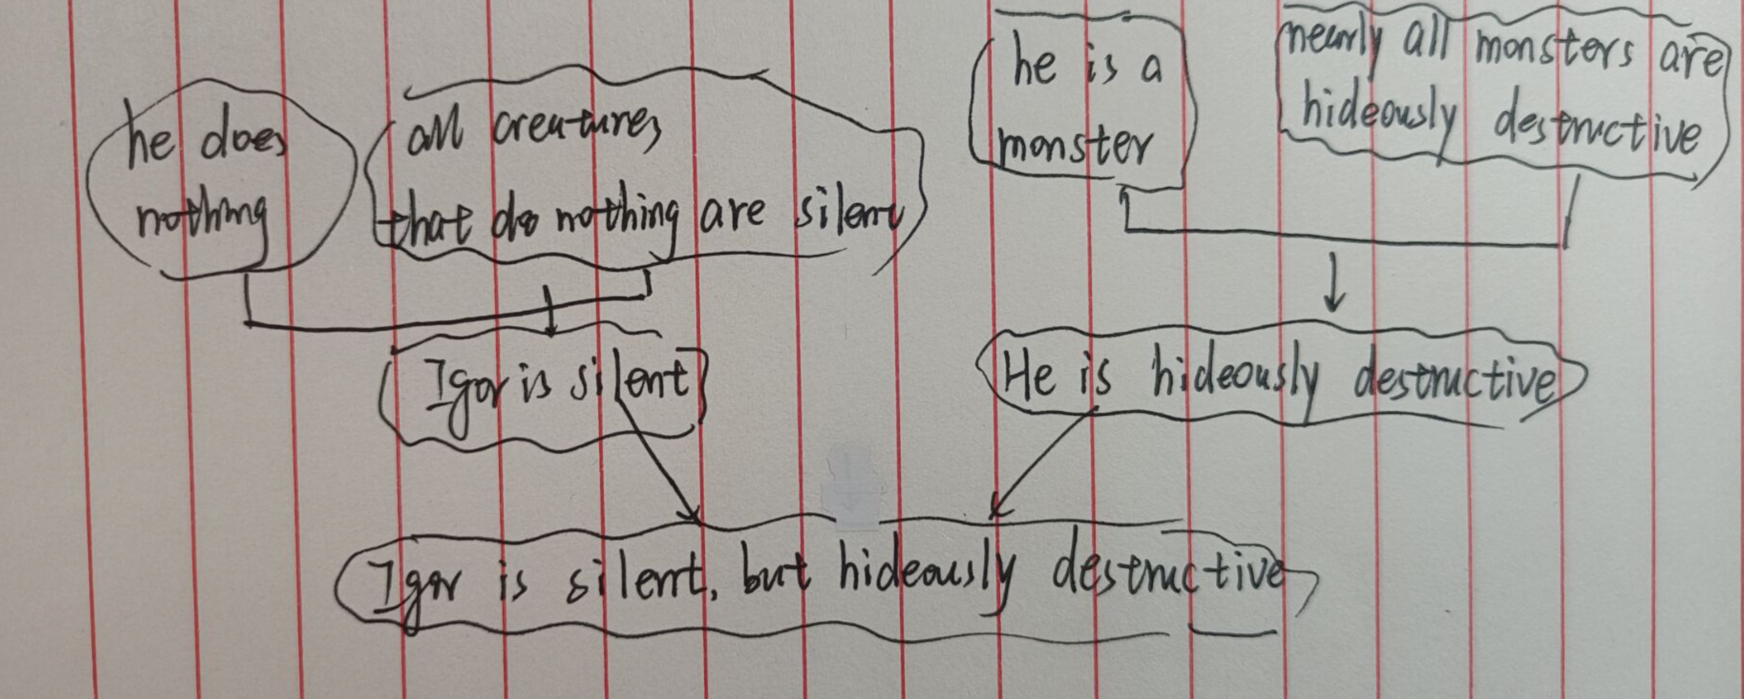 he does
nothing
all creatures
that do nothing are silent
he is a
monster
nearly all monsters are
hideously destructive
Igor is silent
He is hideously destructive
Igor is silent, but hideously destructive